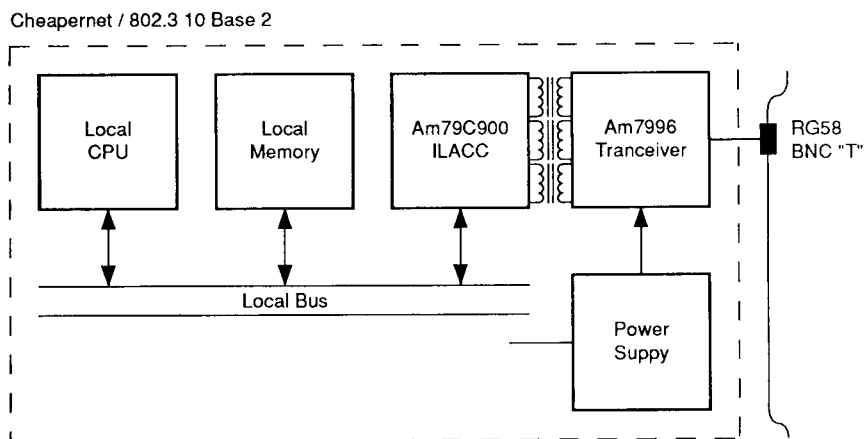 Cheapernet / 802.3 10 Base 2
Local
CPU
Local
Memory
Am79C900
ILACC
Am7996
Tranceiver
RG58
BNC "T"
Local Bus
Power
Suppy